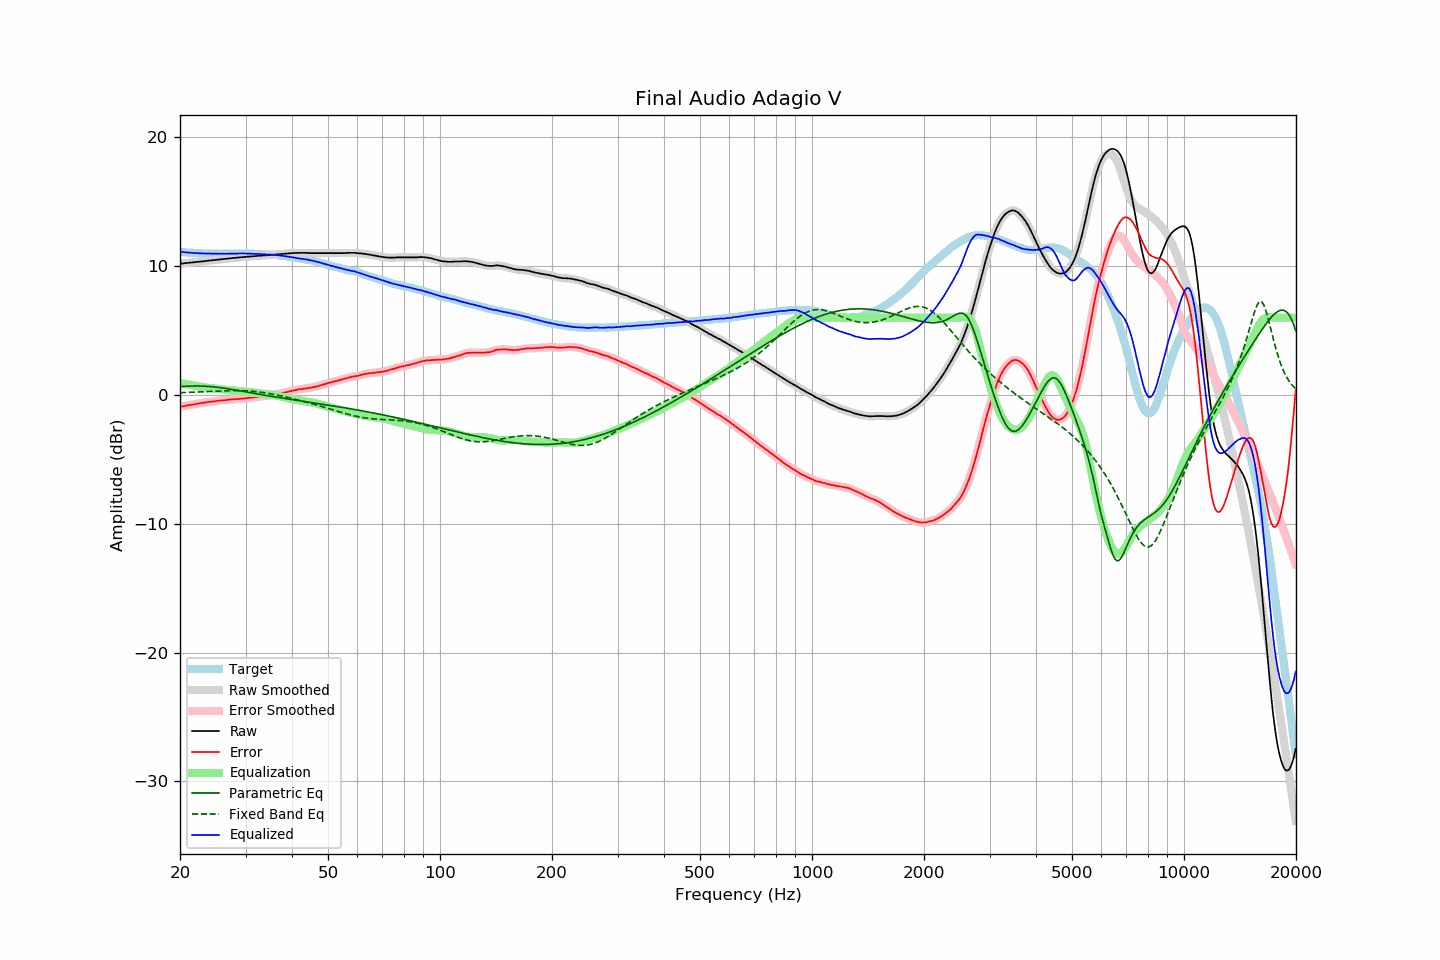 Final Audio Adagio V
20
10
0
−10
−20
−30
Amplitude (dBr)
Target
Raw Smoothed
Error Smoothed
Raw
Error
Equalization
Parametric Eq
Fixed Band Eq
Equalized
20 50 100 200 500 1000 2000 5000 10000 20000
Frequency (Hz)